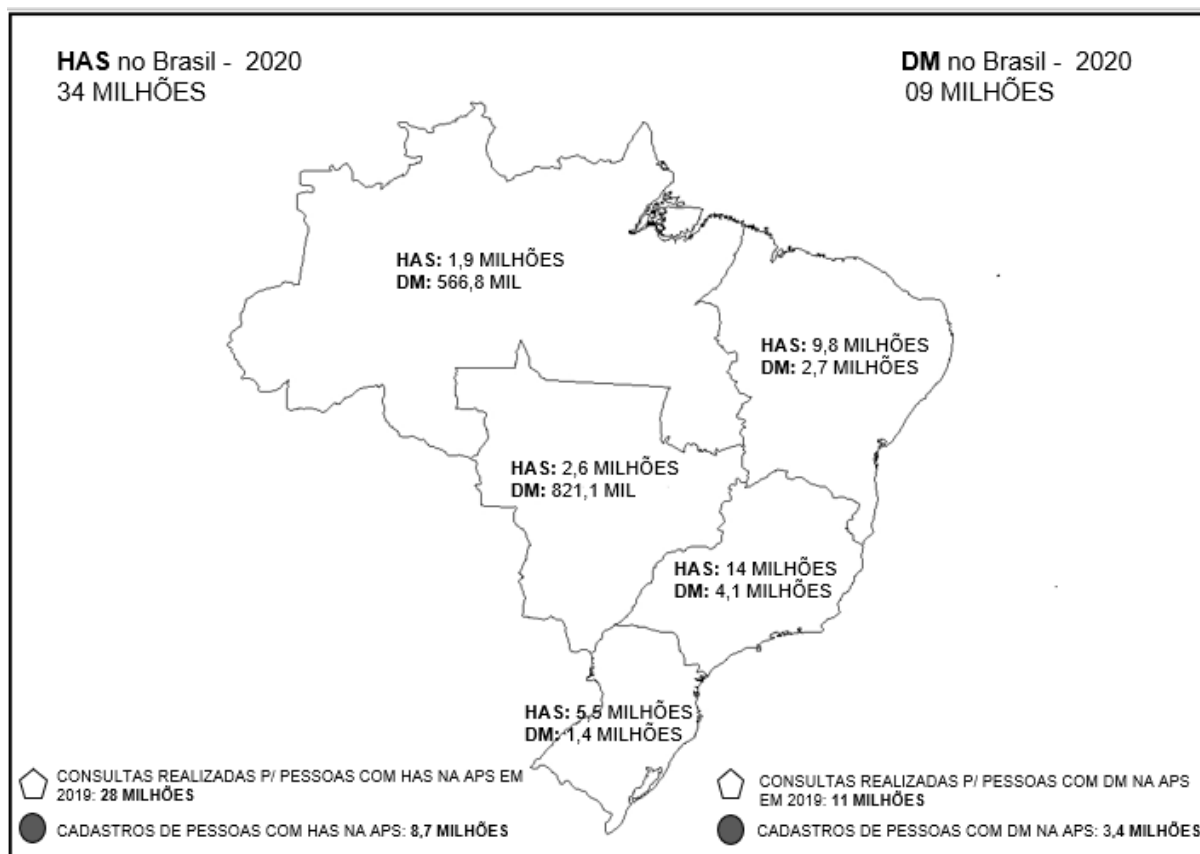 HAS no Brasil - 2020
34 MILHÕES
DM no Brasil - 2020
09 MILHÕES
HAS: 1,9 MILHÕES
DM: 566,8 MIL
HAS: 9,8 MILHÕES
DM: 2,7 MILHÕES
HAS: 2,6 MILHÕES
DM: 821,1 MIL
HAS: 14 MILHÕES
DM: 4,1 MILHÕES
HAS: 5,5 MILHÕES
DM: 1,4 MILHÕES
CONSULTAS REALIZADAS P/ PESSOAS COM HAS NA APS EM
2019: 28 MILHÕES
CADASTROS DE PESSOAS COM HAS NA APS: 8,7 MILHÕES
CONSULTAS REALIZADAS P/ PESSOAS COM DM NA APS
EM 2019: 11 MILHÕES
CADASTROS DE PESSOAS COM DM NA APS: 3,4 MILHÕES